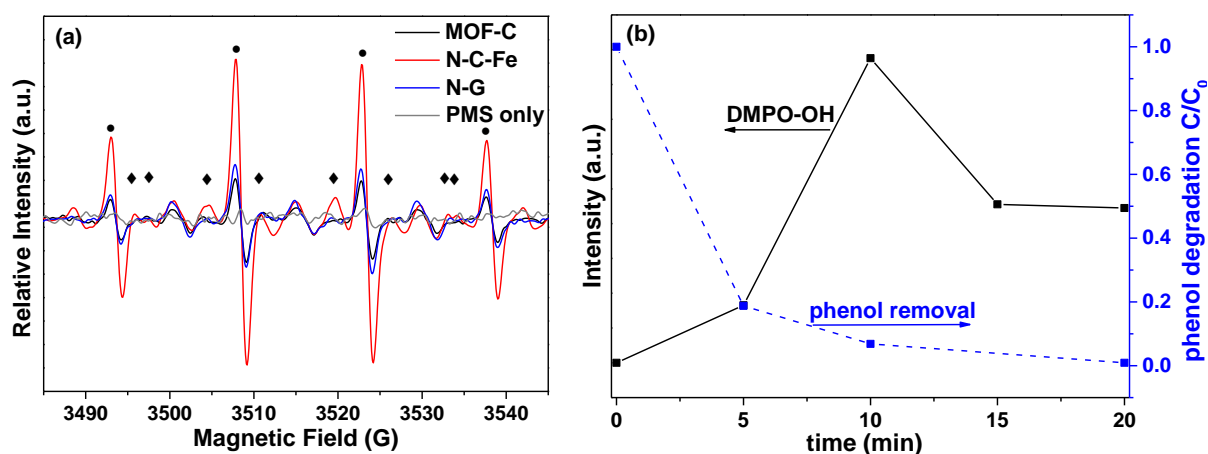 (a)
MOF-C
N-C-Fe
N-G
PMS only
Relative Intensity (a.u.)
3490 3500 3510 3520 3530 3540
Magnetic Field (G)
(b)
DMPO-OH
phenol removal
Intensity (a.u.)
0 5 10 15 20
time (min)
1.0
0.8
0.6
0.4
0.2
0.0
phenol degradation C/C₀